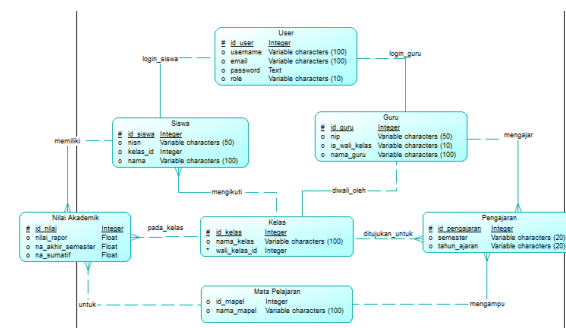 User
# id_user Integer
o username Variable characters (100)
o email Variable characters (100)
o password Text
o role Variable characters (10)
login_siswa
login_guru
Siswa
# id_siswa Integer
o nisn Variable characters (50)
o kelas_id Integer
o nama Variable characters (100)
Guru
# id_guru Integer
o nip Variable characters (50)
o is_wali_kelas Variable characters (10)
o nama_guru Variable characters (100)
memiliki
mengajar
mengikuti
diwali_oleh
Nilai Akademik
# id_nilai Integer
o nilai_rapor Float
o na_akhir_semester Float
o na_sumatif Float
pada_kelas
Kelas
# id_kelas Integer
o nama_kelas Variable characters (100)
* wali_kelas_id Integer
ditujukan_untuk
Pengajaran
# id_pengajaran Integer
o semester Variable characters (20)
o tahun_ajaran Variable characters (20)
untuk
Mata Pelajaran
o id_mapel Integer
o nama_mapel Variable characters (100)
mengampu